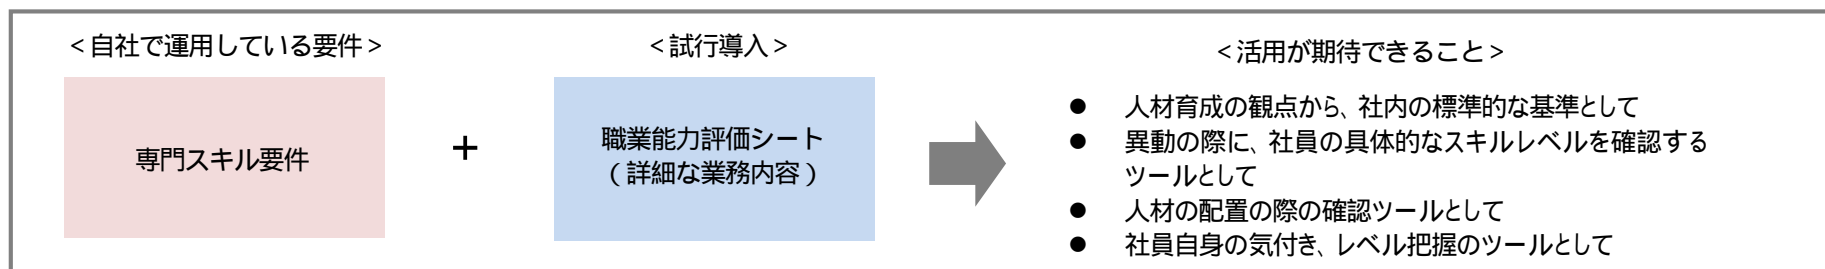 <自社で運用している要件>
専門スキル要件
+
<試行導入>
職業能力評価シート
(詳細な業務内容)
<活用が期待できること>
● 人材育成の観点から、社内の標準的な基準として
● 異動の際に、社員の具体的なスキルレベルを確認する
ツールとして
● 人材の配置の際の確認ツールとして
● 社員自身の気付き、レベル把握のツールとして